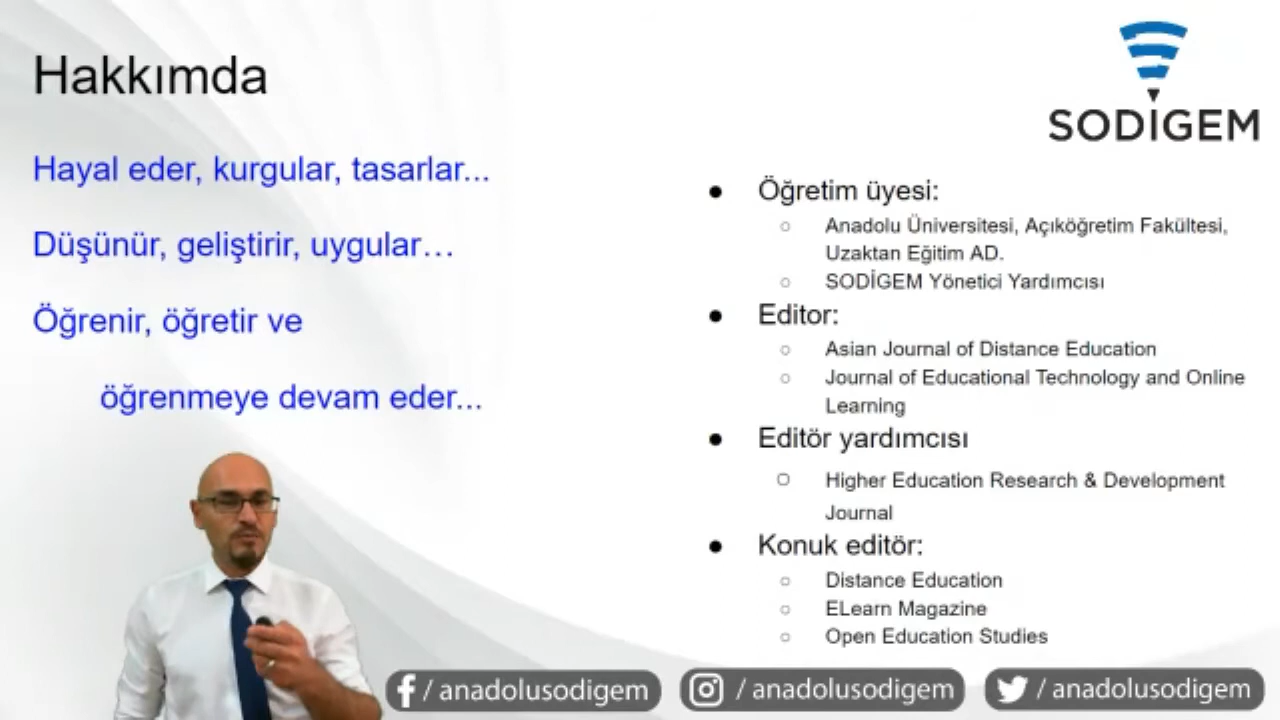 Hakkımda
Hayal eder, kurgular, tasarlar...
Düşünür, geliştirir, uygular…
Öğrenir, öğretir ve
öğrenmeye devam eder...
SODİGEM
● Öğretim üyesi:
○ Anadolu Üniversitesi, Açıköğretim Fakültesi,
Uzaktan Eğitim AD.
○ SODİGEM Yönetici Yardımcısı
● Editor:
○ Asian Journal of Distance Education
○ Journal of Educational Technology and Online
Learning
● Editör yardımcısı
○ Higher Education Research & Development
Journal
● Konuk editör:
○ Distance Education
○ ELearn Magazine
○ Open Education Studies
/ anadolusodigem
/ anadolusodigem
/ anadolusodigem